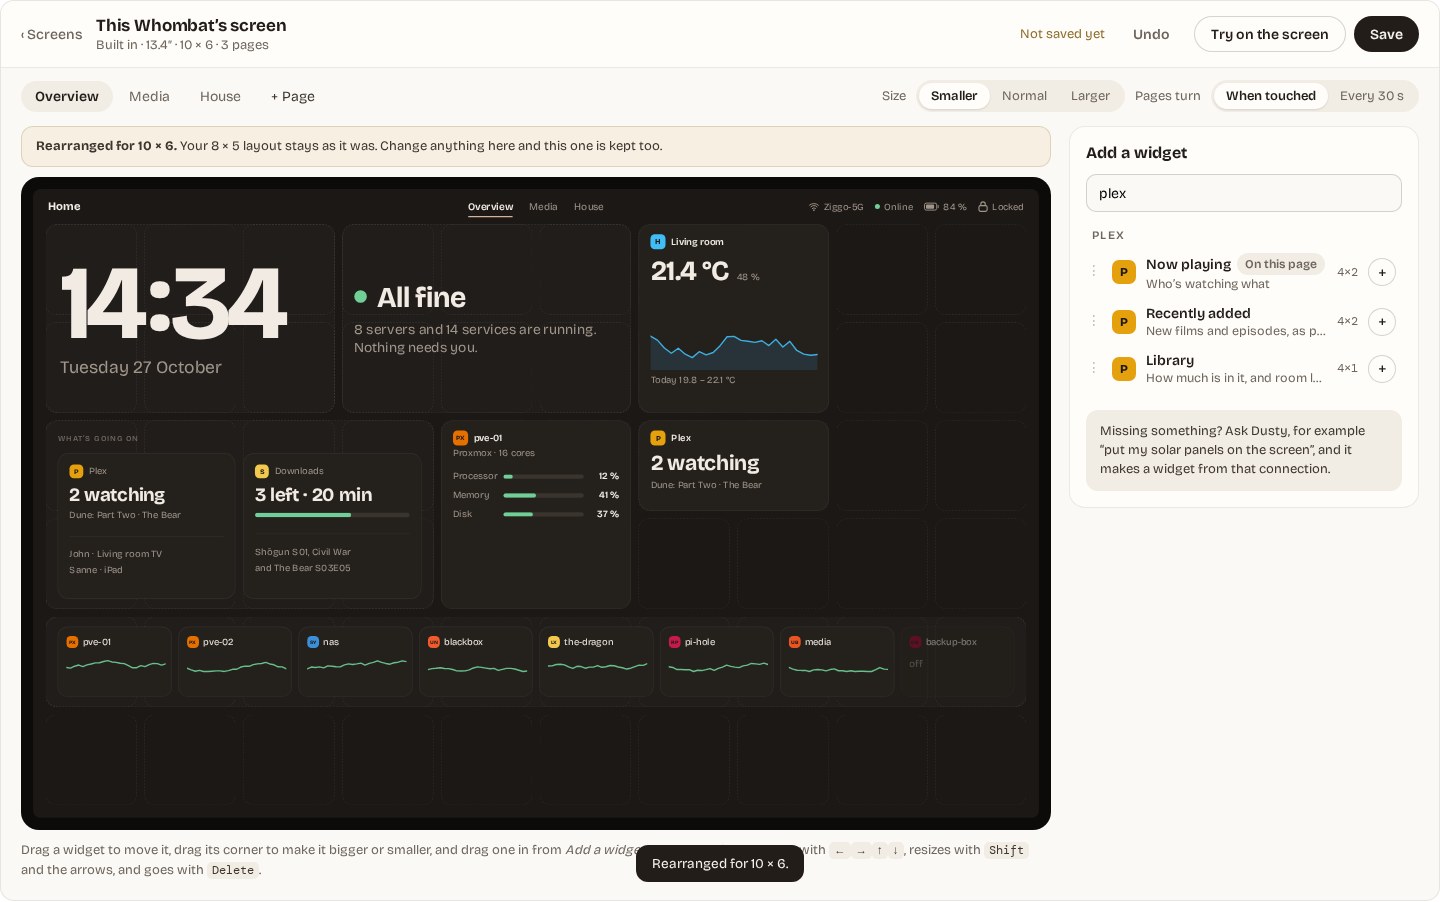 ‹ Screens
This Whombat's screen
Built in · 13.4" · 10 × 6 · 3 pages
Not saved yet
Undo
Try on the screen
Save
Overview
Media
House
+ Page
Size
Smaller
Normal
Larger
Pages turn
When touched
Every 30 s
Rearranged for 10 × 6. Your 8 × 5 layout stays as it was. Change anything here and this one is kept too.
Home
Overview
Media
House
Ziggo-5G
Online
84 %
Locked
14:34
Tuesday 27 October
All fine
8 servers and 14 services are running.
Nothing needs you.
H
Living room
21.4 °C 48 %
Today 19.8 – 22.1 °C
WHAT'S GOING ON
P
Plex
2 watching
Dune: Part Two · The Bear
John · Living room TV
Sanne · iPad
S
Downloads
3 left · 20 min
Shōgun S01, Civil War
and The Bear S03E05
PX
pve-01
Proxmox · 16 cores
Processor 12 %
Memory 41 %
Disk 37 %
P
Plex
2 watching
Dune: Part Two · The Bear
pve-01
pve-02
nas
blackbox
the-dragon
pi-hole
media
backup-box
off
Add a widget
plex
PLEX
P
Now playing
On this page
Who's watching what
4×2
+
P
Recently added
New films and episodes, as p...
4×2
+
P
Library
How much is in it, and room l...
4×1
+
Missing something? Ask Dusty, for example
"put my solar panels on the screen", and it
makes a widget from that connection.
Drag a widget to move it, drag its corner to make it bigger or smaller, and drag one in from Add a widge with ← → ↑ ↓, resizes with Shift
and the arrows, and goes with Delete.
Rearranged for 10 × 6.